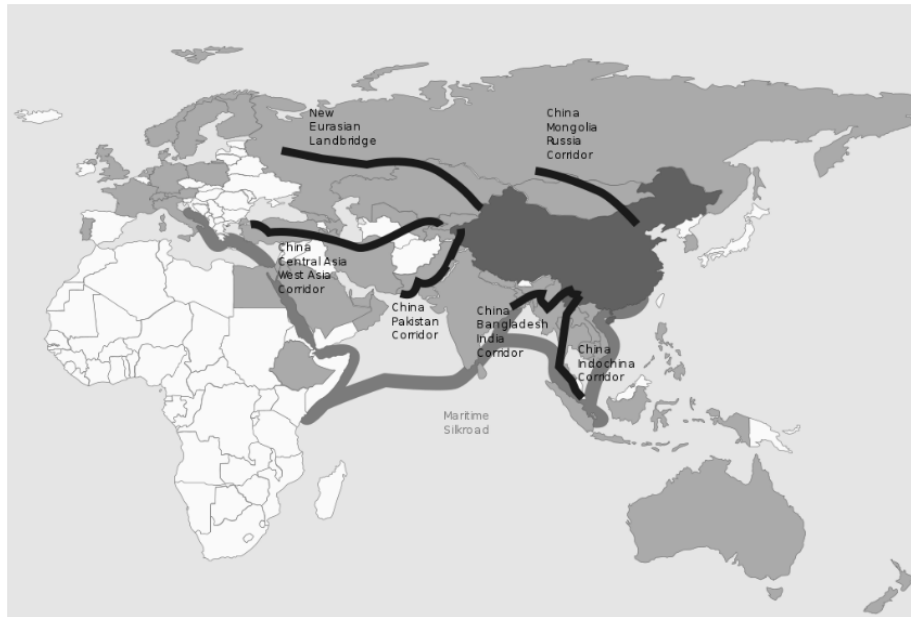 New
Eurasian
Landbridge
China
Mongolia
Russia
Corridor
China
Central Asia
West Asia
Corridor
China
Pakistan
Corridor
China
Bangladesh
India
Corridor
China
Indochina
Corridor
Maritime
Silkroad